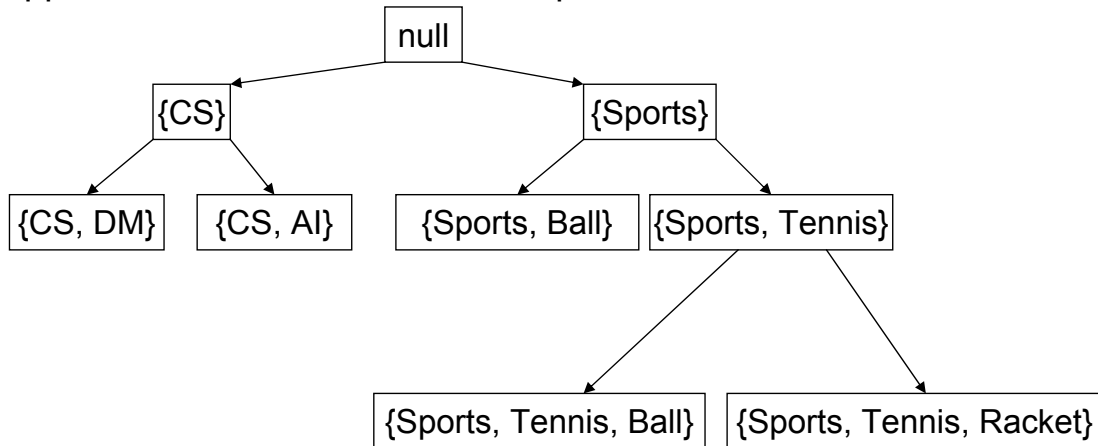 null
{CS}
{Sports}
{CS, DM}
{CS, AI}
{Sports, Ball}
{Sports, Tennis}
{Sports, Tennis, Ball}
{Sports, Tennis, Racket}